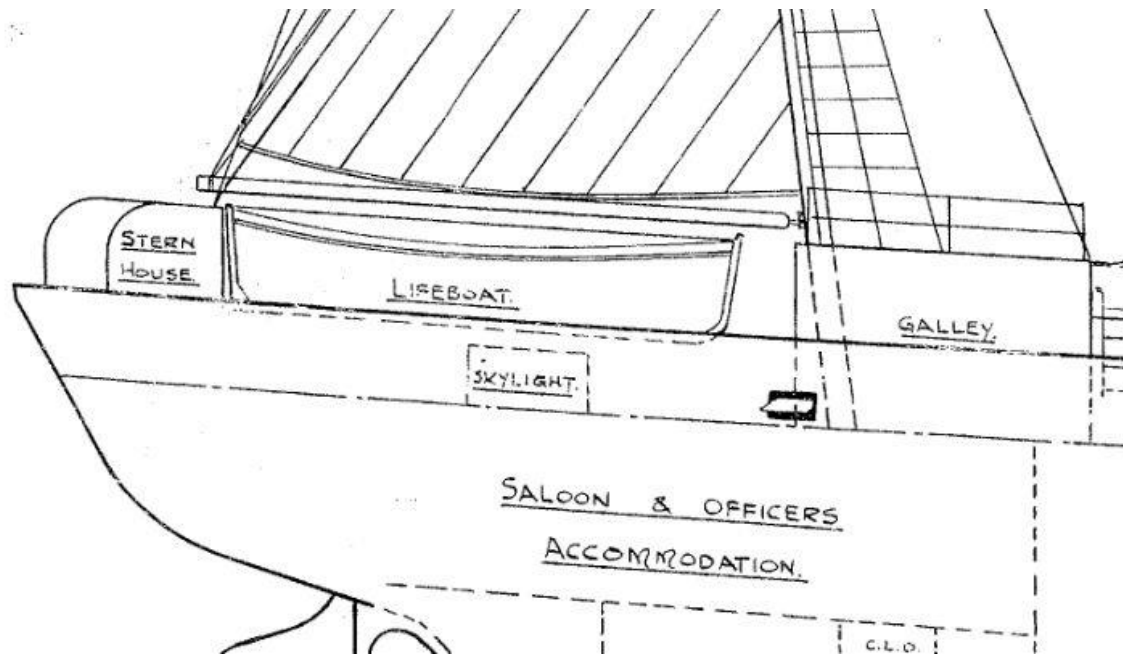 STERN
HOUSE.
LIFEBOAT.
GALLEY.
SKYLIGHT.
SALOON & OFFICERS
ACCOMMODATION.
C.L.O.